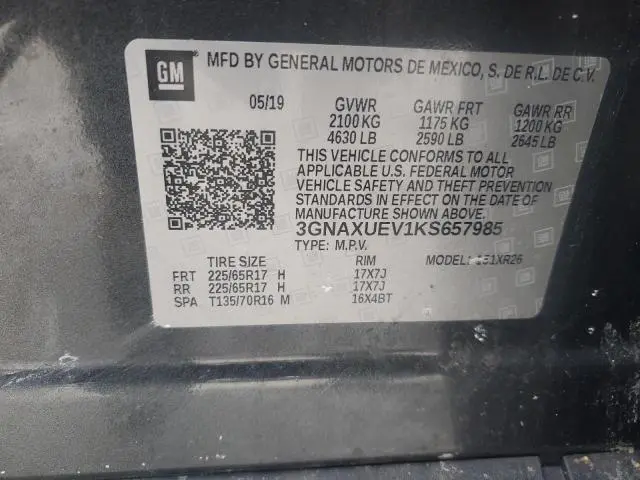 GM
MFD BY GENERAL MOTORS DE MEXICO, S. DE R.L. DE C.V.
05/19 GVWR GAWR FRT GAWR RR
2100 KG 1175 KG 1200 KG
4630 LB 2590 LB 2645 LB
THIS VEHICLE CONFORMS TO ALL
APPLICABLE U.S. FEDERAL MOTOR
VEHICLE SAFETY AND THEFT PREVENTION
STANDARDS IN EFFECT ON THE DATE
OF MANUFACTURE SHOWN ABOVE.
3GNAXUEV1KS657985
TYPE: M.P.V. MODEL:
TIRE SIZE RIM
FRT 225/65R17 H 17X7J
RR 225/65R17 H 17X7J
SPA T135/70R16 M 16X4BT